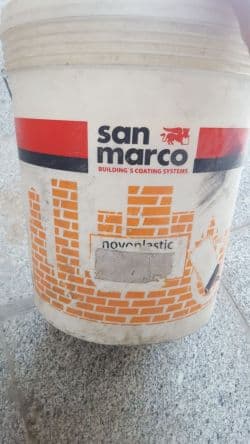 san
marco
BUILDING'S COATING SYSTEMS
novoplastic